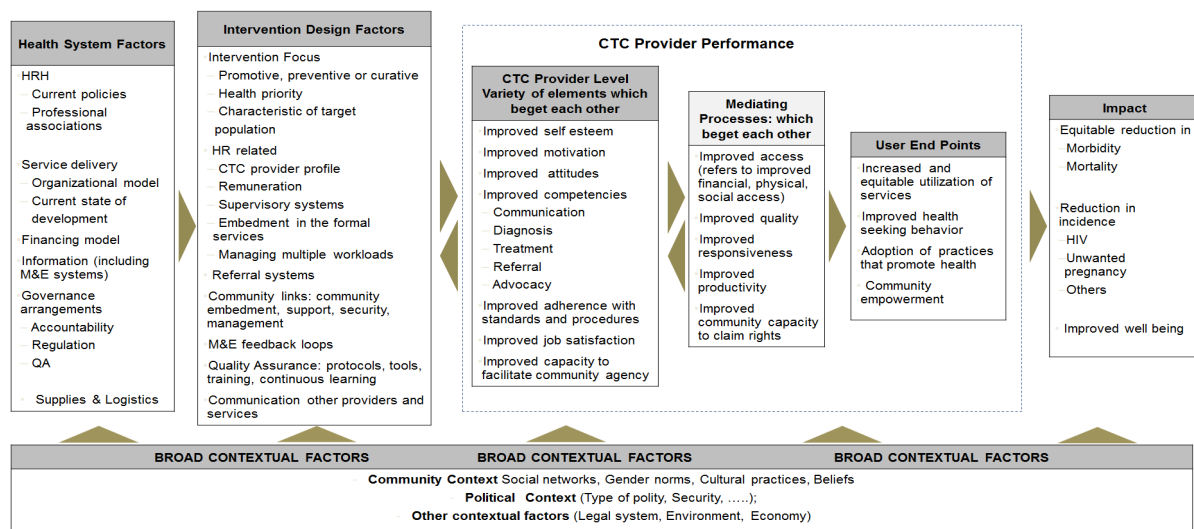 Health System Factors
HRH
– Current policies
– Professional
associations
Service delivery
– Organizational model
– Current state of
development
Financing model
Information (including
M&E systems)
Governance
arrangements
– Accountability
– Regulation
– QA
Supplies & Logistics
Intervention Design Factors
Intervention Focus
– Promotive, preventive or curative
– Health priority
– Characteristic of target
population
HR related
– CTC provider profile
– Remuneration
– Supervisory systems
– Embedment in the formal
services
– Managing multiple workloads
Referral systems
Community links: community
embedment, support, security,
management
M&E feedback loops
Quality Assurance: protocols, tools,
training, continuous learning
Communication other providers and
services
CTC Provider Performance
CTC Provider Level
Variety of elements which
beget each other
Improved self esteem
Improved motivation
Improved attitudes
Improved competencies
– Communication
– Diagnosis
– Treatment
– Referral
– Advocacy
Improved adherence with
standards and procedures
Improved job satisfaction
Improved capacity to
facilitate community agency
Mediating
Processes: which
beget each other
Improved access
(refers to improved
financial, physical,
social access)
Improved quality
Improved
responsiveness
Improved
productivity
Improved
community capacity
to claim rights
User End Points
Increased and
equitable utilization of
services
Improved health
seeking behavior
Adoption of practices
that promote health
Community
empowerment
Impact
Equitable reduction in
– Morbidity
– Mortality
Reduction in
incidence
– HIV
– Unwanted
pregnancy
– Others
Improved well being
BROAD CONTEXTUAL FACTORS BROAD CONTEXTUAL FACTORS BROAD CONTEXTUAL FACTORS
– Community Context Social networks, Gender norms, Cultural practices, Beliefs
– Political Context (Type of polity, Security, …..);
– Other contextual factors (Legal system, Environment, Economy)